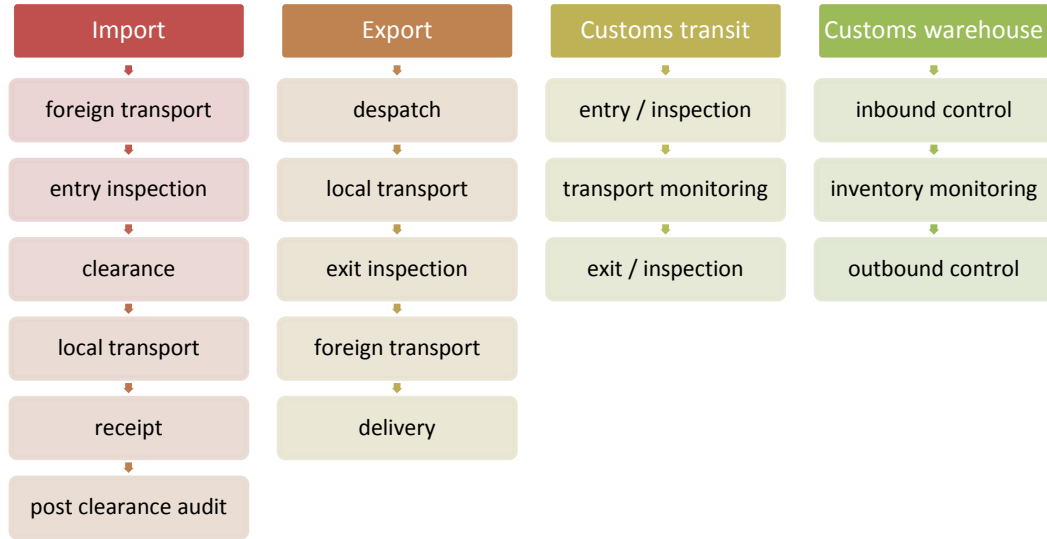 Import
foreign transport
entry inspection
clearance
local transport
receipt
post clearance audit
Export
despatch
local transport
exit inspection
foreign transport
delivery
Customs transit
entry / inspection
transport monitoring
exit / inspection
Customs warehouse
inbound control
inventory monitoring
outbound control